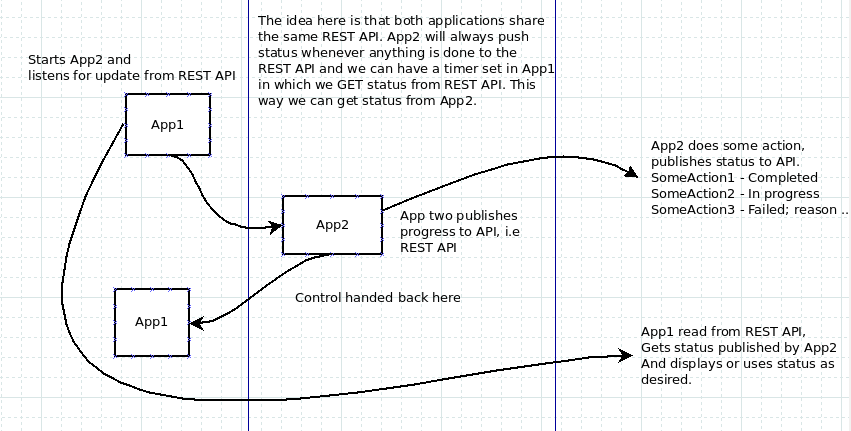 The idea here is that both applications share
the same REST API. App2 will always push
status whenever anything is done to the
REST API and we can have a timer set in App1
in which we GET status from REST API. This
way we can get status from App2.
Starts App2 and
listens for update from REST API
App1
App2 does some action,
publishes status to API.
SomeAction1 - Completed
SomeAction2 - In progress
SomeAction3 - Failed; reason ..
App2
App two publishes
progress to API, i.e
REST API
Control handed back here
App1
App1 read from REST API,
Gets status published by App2
And displays or uses status as
desired.